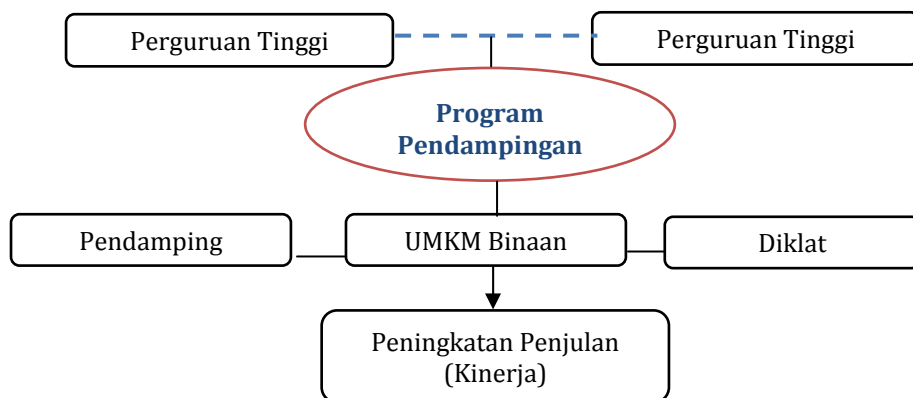 Perguruan Tinggi
Perguruan Tinggi
Program
Pendampingan
Pendamping
UMKM Binaan
Diklat
Peningkatan Penjulan
(Kinerja)